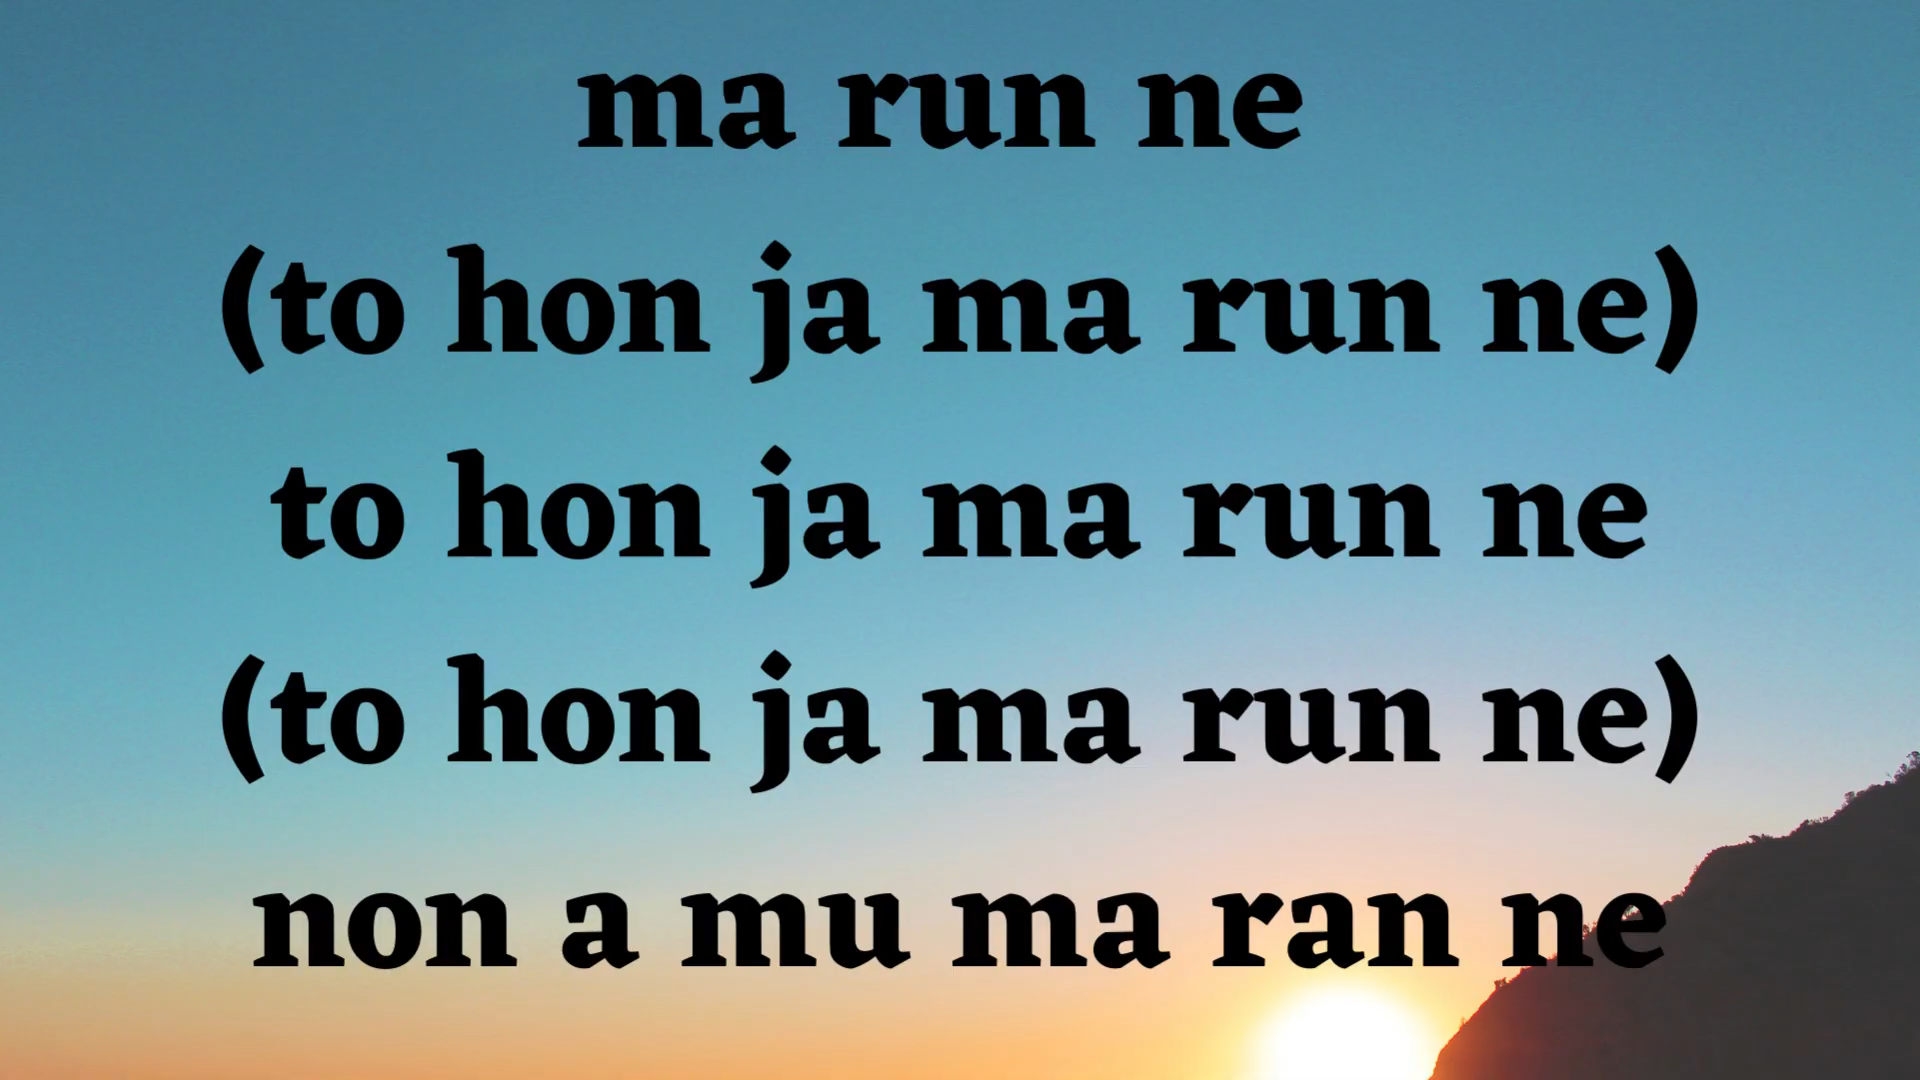 ma run ne
(to hon ja ma run ne)
to hon ja ma run ne
(to hon ja ma run ne)
non a mu ma ran ne